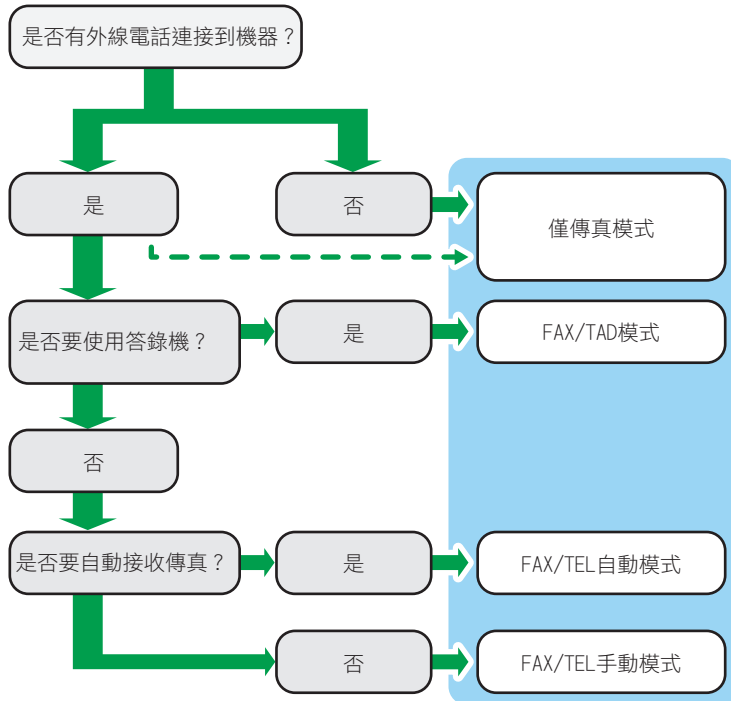 是否有外線電話連接到機器？
是
否
僅傳真模式
是否要使用答錄機？
是
FAX/TAD模式
否
是否要自動接收傳真？
是
FAX/TEL自動模式
否
FAX/TEL手動模式